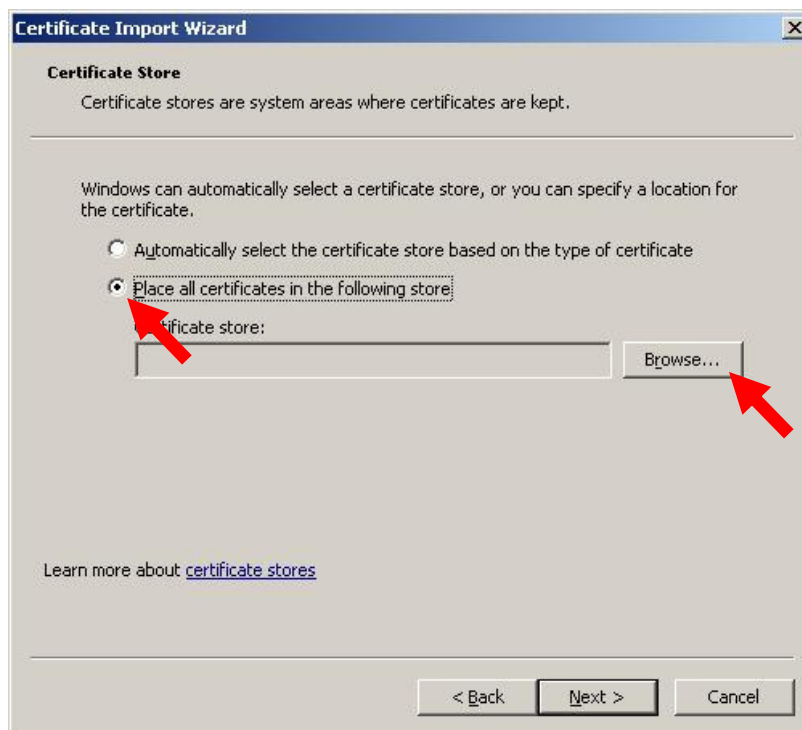 Certificate Import Wizard
Certificate Store
Certificate stores are system areas where certificates are kept.
Windows can automatically select a certificate store, or you can specify a location for
the certificate.
Automatically select the certificate store based on the type of certificate
Place all certificates in the following store
Certificate store:
Browse...
Learn more about certificate stores
< Back
Next >
Cancel